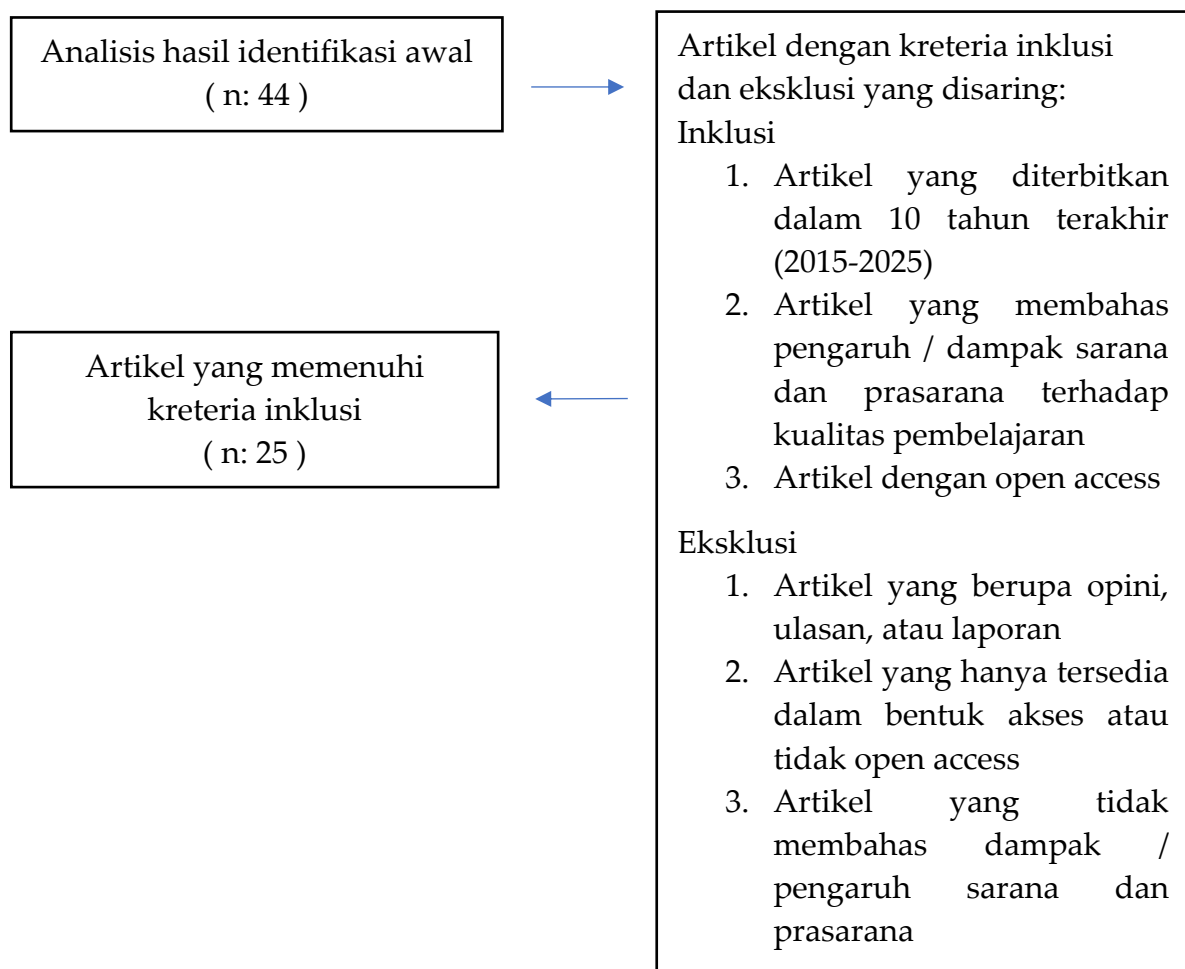 Analisis hasil identifikasi awal
( n: 44 )
Artikel dengan kreteria inklusi
dan eksklusi yang disaring:
Inklusi
1. Artikel yang diterbitkan
dalam 10 tahun terakhir
(2015-2025)
2. Artikel yang membahas
pengaruh / dampak sarana
dan prasarana terhadap
kualitas pembelajaran
3. Artikel dengan open access
Eksklusi
1. Artikel yang berupa opini,
ulasan, atau laporan
2. Artikel yang hanya tersedia
dalam bentuk akses atau
tidak open access
3. Artikel yang tidak
membahas dampak /
pengaruh sarana dan
prasarana
Artikel yang memenuhi
kreteria inklusi
( n: 25 )